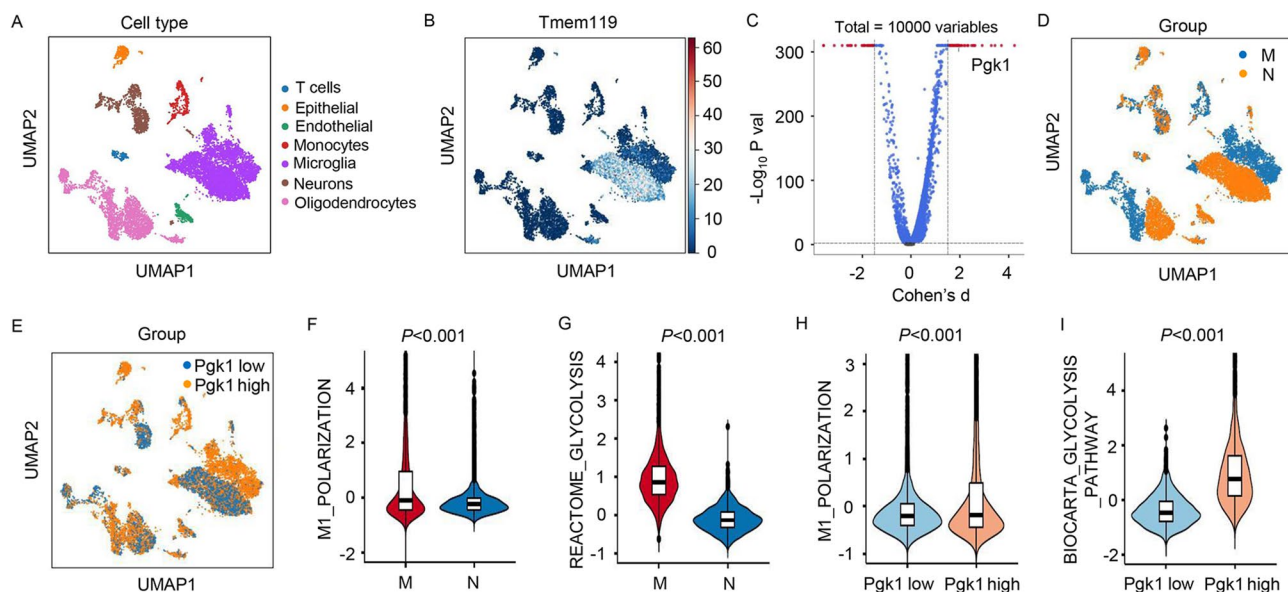 A
Cell type
UMAP2
UMAP1
T cells
Epithelial
Endothelial
Monocytes
Microglia
Neurons
Oligodendrocytes
B
Tmem119
UMAP2
UMAP1
60
50
40
30
20
10
0
C
Total = 10000 variables
-Log10 P val
300
200
100
0
Pgk1
-2
0
2
4
Cohen's d
D
Group
M
N
UMAP2
UMAP1
E
Group
Pgk1 low
Pgk1 high
UMAP2
UMAP1
F
P<0.001
M1_POLARIZATION
4
2
0
-2
M
N
G
P<0.001
REACTOME_GLYCOLYSIS
4
3
2
1
0
-1
M
N
H
P<0.001
M1_POLARIZATION
3
2
1
0
-1
Pgk1 low
Pgk1 high
I
P<0.001
BIOCARTA_GLYCOLYSIS
_PATHWAY
4
2
0
-2
Pgk1 low
Pgk1 high